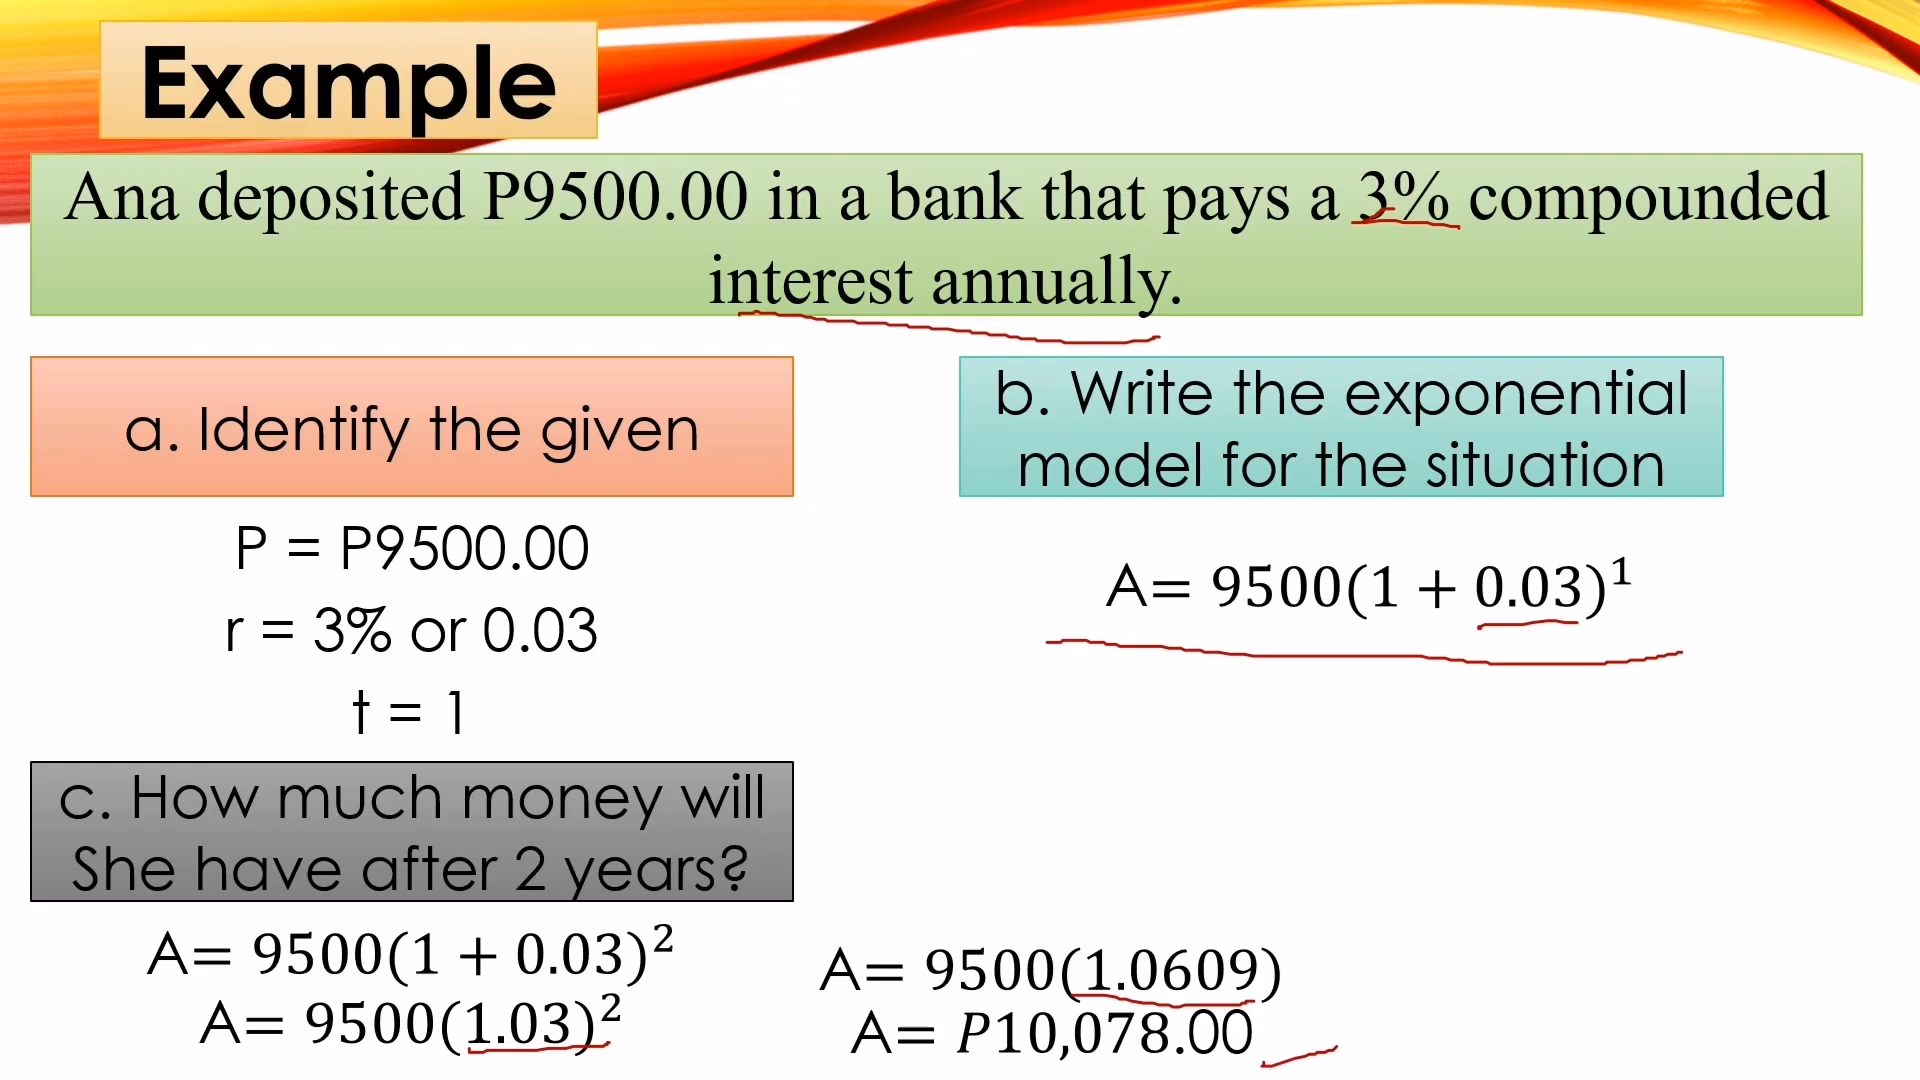 Example
Ana deposited P9500.00 in a bank that pays a 3% compounded
interest annually.
a. Identify the given
P = P9500.00
r = 3% or 0.03
t = 1
b. Write the exponential
model for the situation
A= 9500(1 + 0.03)¹
c. How much money will
She have after 2 years?
A= 9500(1 + 0.03)²
A= 9500(1.03)²
A= 9500(1.0609)
A= P10,078.00